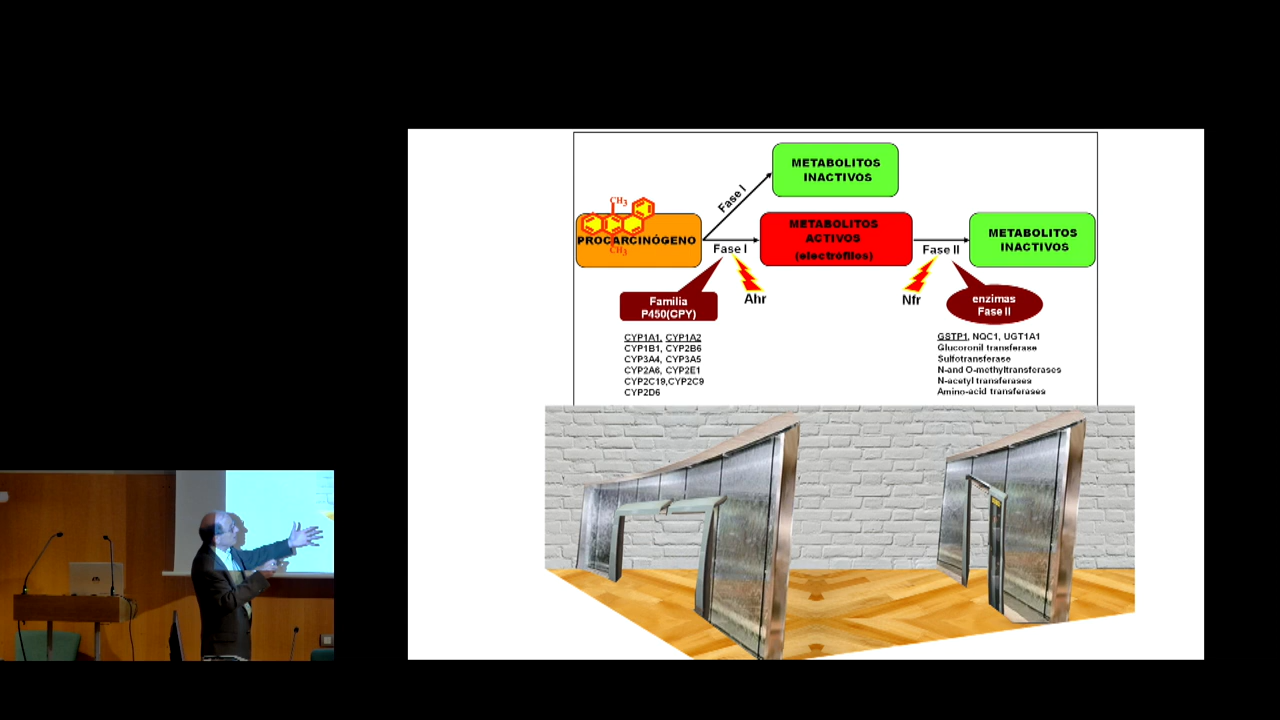 METABOLITOS
INACTIVOS
Fase I
CH3
PROCARCINÓGENO
CH3
Fase I
METABOLITOS
ACTIVOS
(electrófilos)
Fase II
METABOLITOS
INACTIVOS
Familia
P450(CPY)
Ahr
Nfr
enzimas
Fase II
CYP1A1, CYP1A2
CYP1B1, CYP2B6
CYP3A4, CYP3A5
CYP2A6, CYP2E1
CYP2C19,CYP2C9
CYP2D6
GSTP1, NQC1, UGT1A1
Glucoronil transferase
Sulfotransferase
N-and O-methyltransferases
N-acetyl transferases
Amino-acid transferases